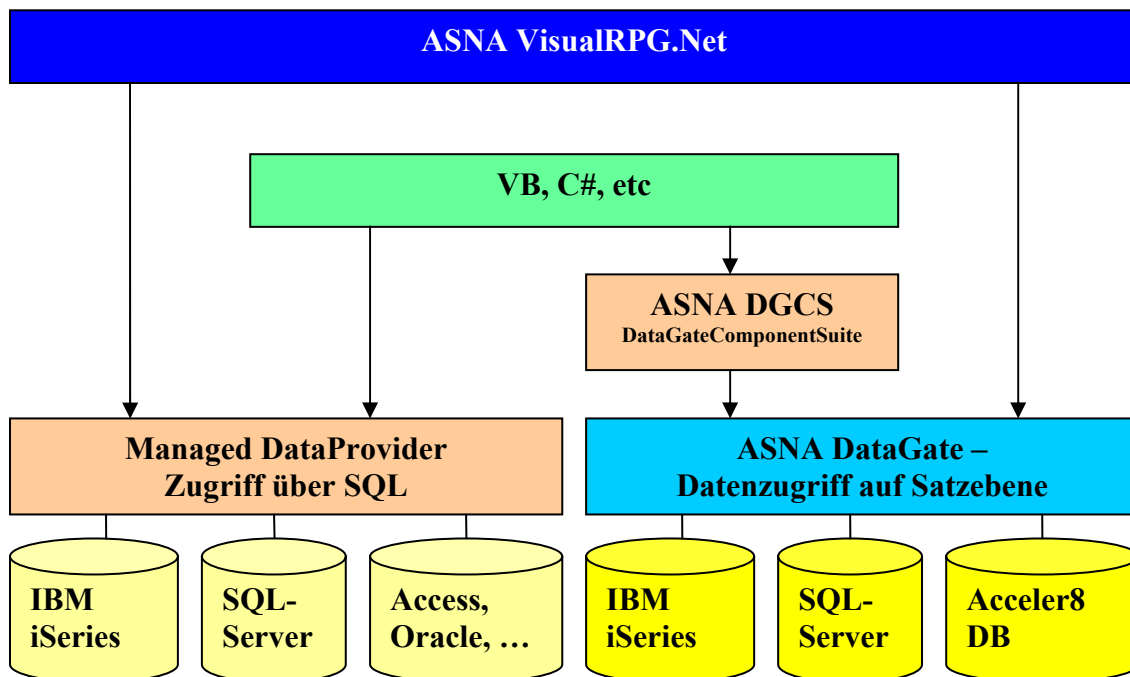 ASNA VisualRPG.Net
VB, C#, etc
ASNA DGCS
DataGateComponentSuite
Managed DataProvider
Zugriff über SQL
ASNA DataGate –
Datenzugriff auf Satzebene
IBM
iSeries
SQL-
Server
Access,
Oracle, …
IBM
iSeries
SQL-
Server
Acceler8
DB